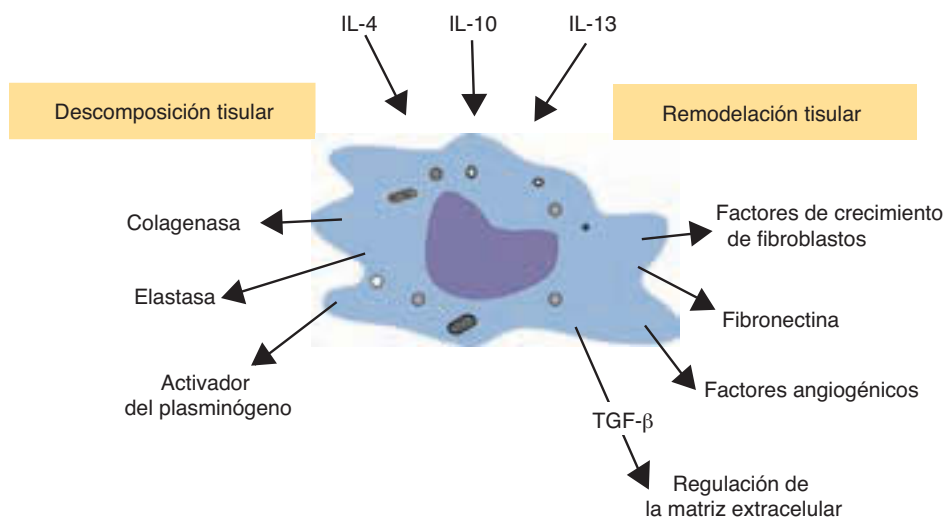 IL-4
IL-10
IL-13
Descomposición tisular
Remodelación tisular
Colagenasa
Elastasa
Activador
del plasminógeno
Factores de crecimiento
de fibroblastos
Fibronectina
Factores angiogénicos
TGF-β
Regulación de
la matriz extracelular